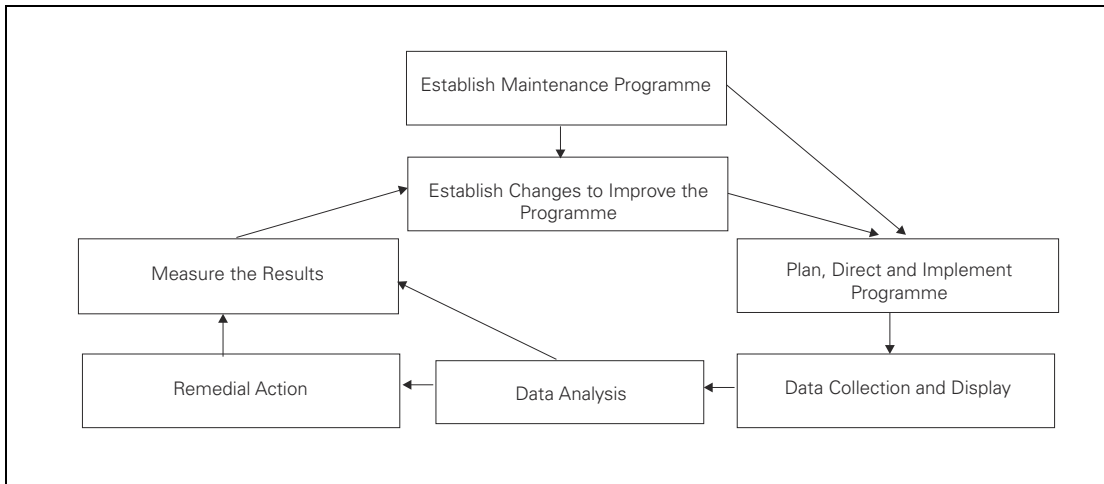 Establish Maintenance Programme
Establish Changes to Improve the
Programme
Measure the Results
Plan, Direct and Implement
Programme
Remedial Action
Data Analysis
Data Collection and Display